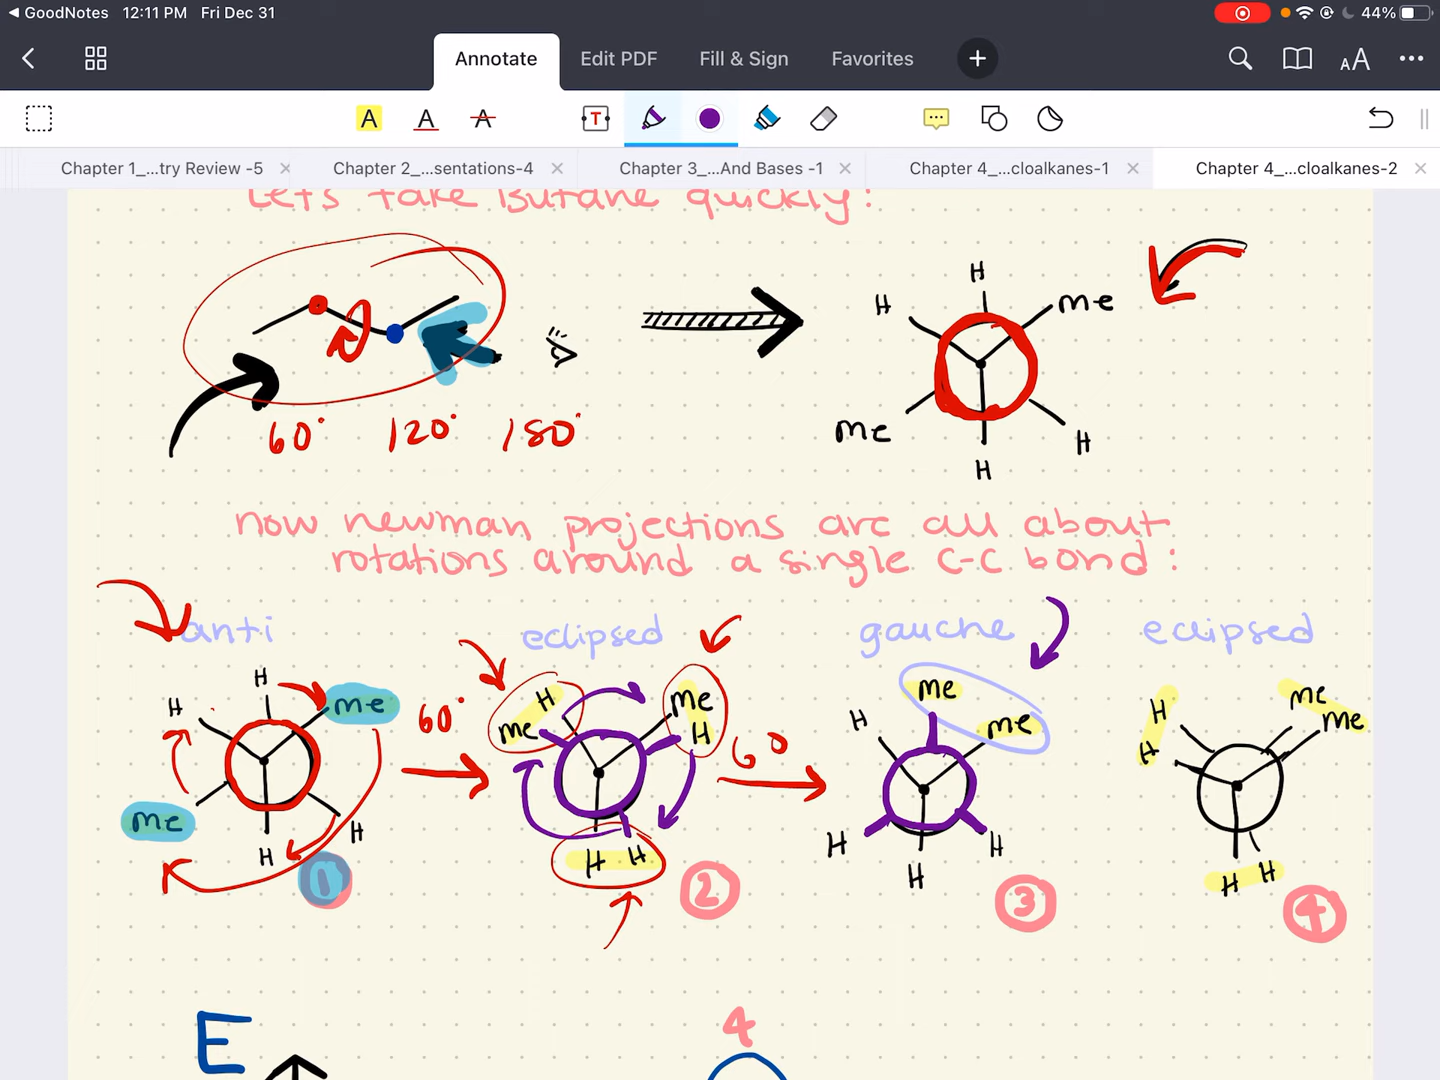 GoodNotes 12:11 PM Fri Dec 31 44%
Annotate Edit PDF Fill & Sign Favorites
A A A T AA
Chapter 1_...try Review -5 Chapter 2_...sentations-4 Chapter 3_...And Bases -1 Chapter 4_...cloalkanes-1 Chapter 4_...cloalkanes-2
Lets take Butane quickly!
H
H me
60° 120° 180°
me H
H
now newman projections are all about
rotations around a single C-C bond:
anti eclipsed gauche eclipsed
H H me
me H
H
H me
1
60°
H me
me H
H H
2
60°
me
H me
H H
H
3
H me
H me
H H
4
E 4